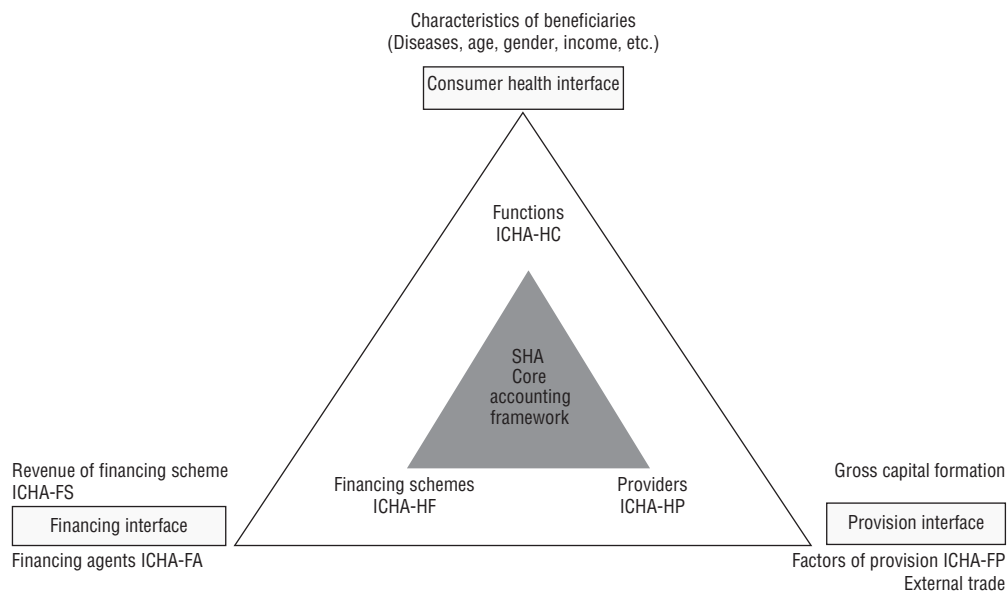 Characteristics of beneficiaries
(Diseases, age, gender, income, etc.)
Consumer health interface
Functions
ICHA-HC
SHA
Core
accounting
framework
Revenue of financing scheme
ICHA-FS
Financing interface
Financing agents ICHA-FA
Financing schemes
ICHA-HF
Providers
ICHA-HP
Gross capital formation
Provision interface
Factors of provision ICHA-FP
External trade